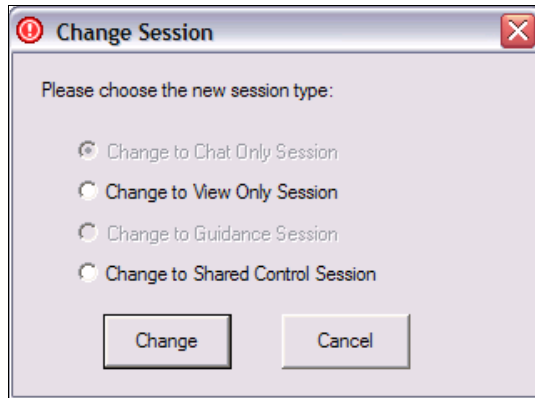 Change Session
Please choose the new session type:
Change to Chat Only Session
Change to View Only Session
Change to Guidance Session
Change to Shared Control Session
Change
Cancel